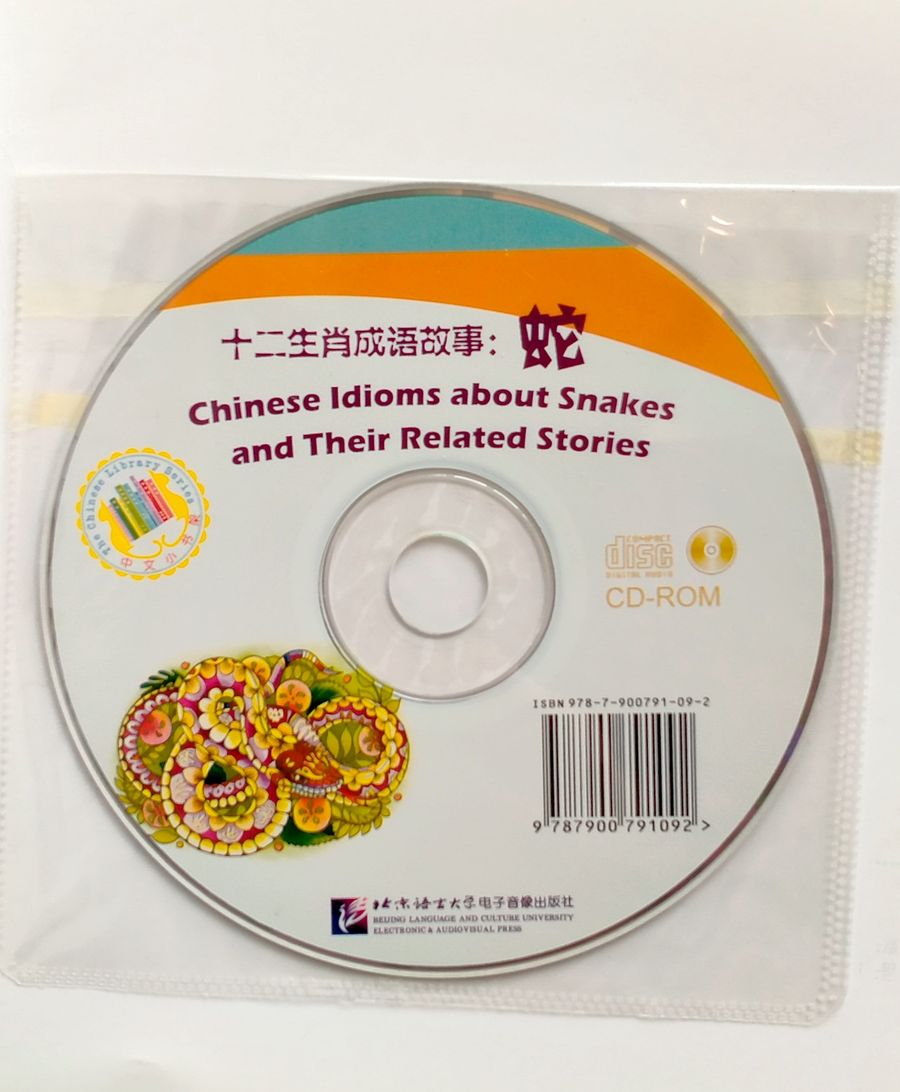 十二生肖成语故事：蛇
Chinese Idioms about Snakes
and Their Related Stories
The Chinese Library Series
中文小书架
COMPACT
disc
DIGITAL AUDIO
CD-ROM
ISBN 978-7-900791-09-2
9 787900 791092 >
北京语言大学电子音像出版社
BEIJING LANGUAGE AND CULTURE UNIVERSITY
ELECTRONIC & AUDIOVISUAL PRESS